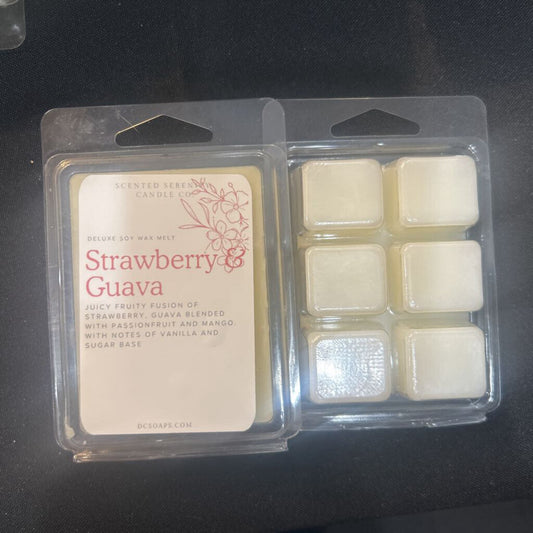 SCENTED SERENITY
CANDLE CO
DELUXE SOY WAX MELT
Strawberry &
Guava
JUICY FRUITY FUSION OF
STRAWBERRY, GUAVA BLENDED
WITH PASSIONFRUIT AND MANGO,
WITH NOTES OF VANILLA AND
SUGAR BASE
DCSOAPS.COM